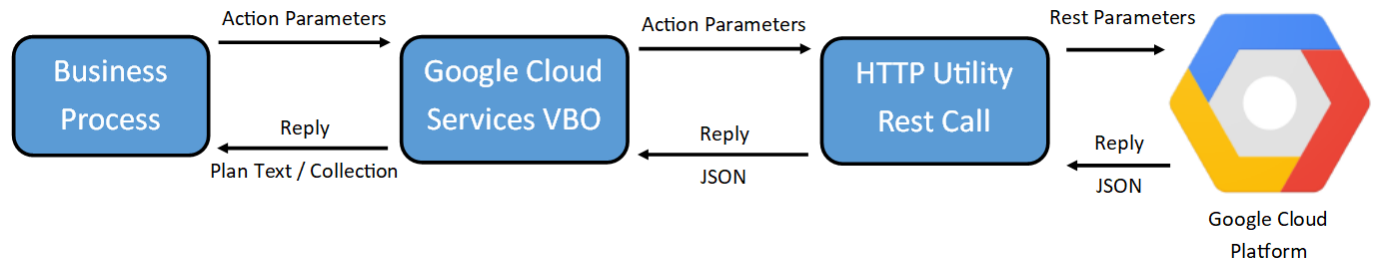 Action Parameters
Action Parameters
Rest Parameters
Business
Process
Google Cloud
Services VBO
HTTP Utility
Rest Call
Reply
Plan Text / Collection
Reply
JSON
Reply
JSON
Google Cloud
Platform